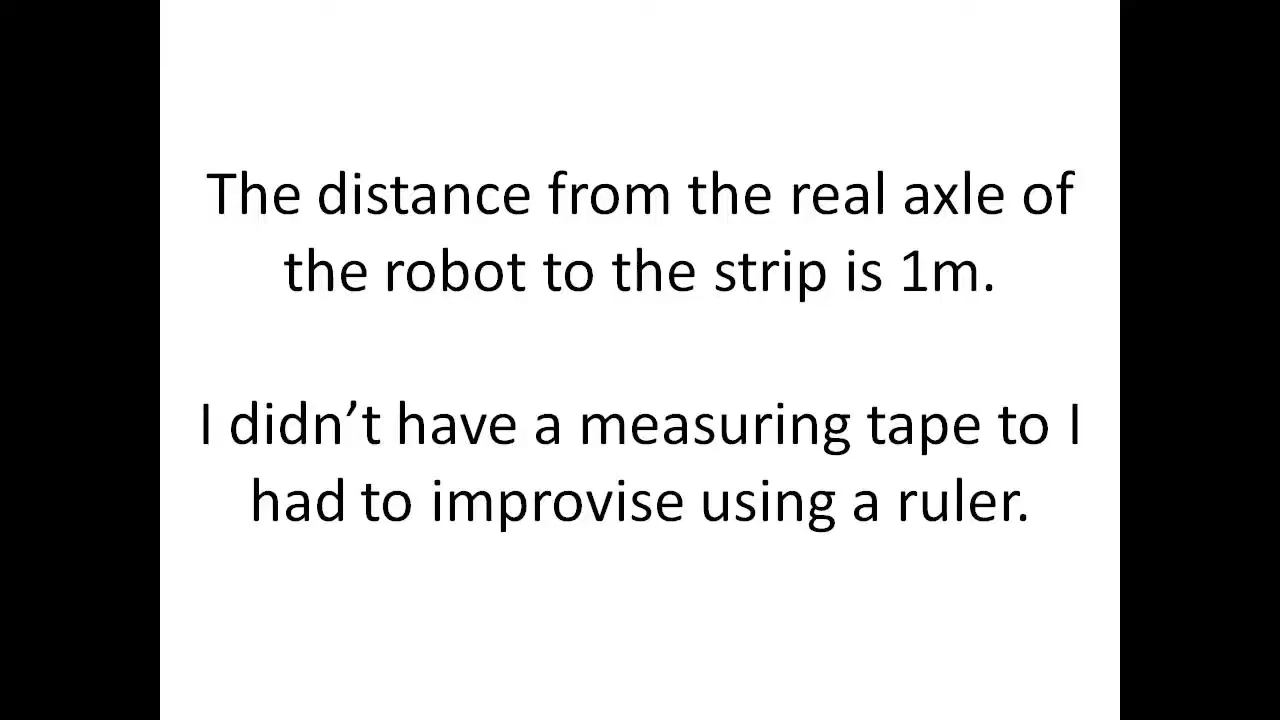 The distance from the real axle of
the robot to the strip is 1m.
I didn’t have a measuring tape to I
had to improvise using a ruler.